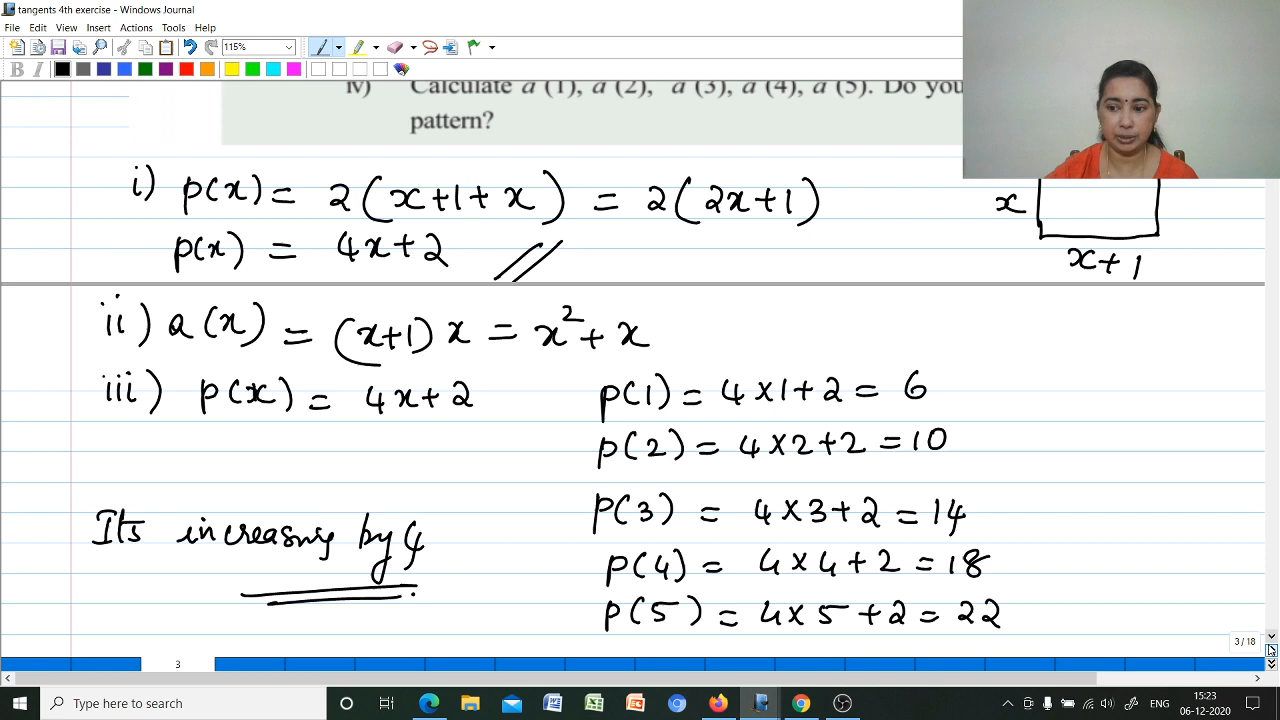 tangents 4th exercise - Windows Journal
File Edit View Insert Actions Tools Help
115%
B I
iv) Calculate a (1), a (2), a (3), a (4), a (5). Do you
pattern?
i) p(x) = 2(x+1+x) = 2(2x+1)
p(x) = 4x+2
x
x+1
ii) a(x) = (x+1) x = x²+x
iii) p(x) = 4x+2
p(1) = 4×1+2 = 6
p(2) = 4×2+2 =10
p(3) = 4×3+2 =14
p(4) = 4×4+2 =18
p(5) = 4×5+2 = 22
Its increasing by 4
3 / 18
3
Type here to search
ENG
15:23
06-12-2020